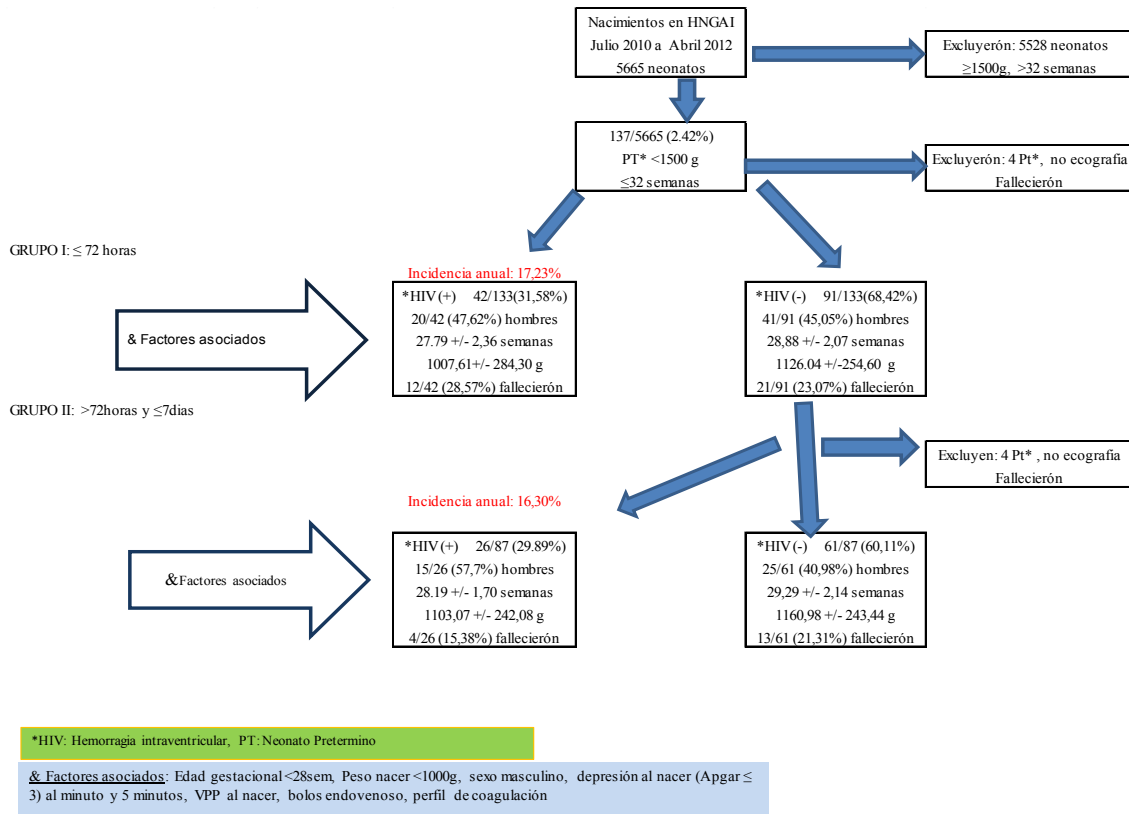 Nacimientos en HNGAI
Julio 2010 a Abril 2012
5665 neonatos
Excluyerón: 5528 neonatos
≥1500g, >32 semanas
137/5665 (2.42%)
PT* <1500 g
≤32 semanas
Excluyerón: 4 Pt*, no ecografia
Fallecierón
GRUPO I: ≤ 72 horas
Incidencia anual: 17,23%
& Factores asociados
*HIV (+) 42/133(31,58%)
20/42 (47,62%) hombres
27.79 +/- 2,36 semanas
1007,61+/- 284,30 g
12/42 (28,57%) fallecierón
*HIV (-) 91/133(68,42%)
41/91 (45,05%) hombres
28,88 +/- 2,07 semanas
1126.04 +/-254,60 g
21/91 (23,07%) fallecierón
GRUPO II: >72horas y ≤7dias
Excluyen: 4 Pt* , no ecografia
Fallecierón
Incidencia anual: 16,30%
&Factores asociados
*HIV (+) 26/87 (29.89%)
15/26 (57,7%) hombres
28.19 +/- 1,70 semanas
1103,07 +/- 242,08 g
4/26 (15,38%) fallecierón
*HIV (-) 61/87 (60,11%)
25/61 (40,98%) hombres
29,29 +/- 2,14 semanas
1160,98 +/- 243,44 g
13/61 (21,31%) fallecierón
*HIV: Hemorragia intraventricular, PT: Neonato Pretermino
& Factores asociados: Edad gestacional <28sem, Peso nacer <1000g, sexo masculino, depresión al nacer (Apgar ≤
3) al minuto y 5 minutos, VPP al nacer, bolos endovenoso, perfil de coagulación